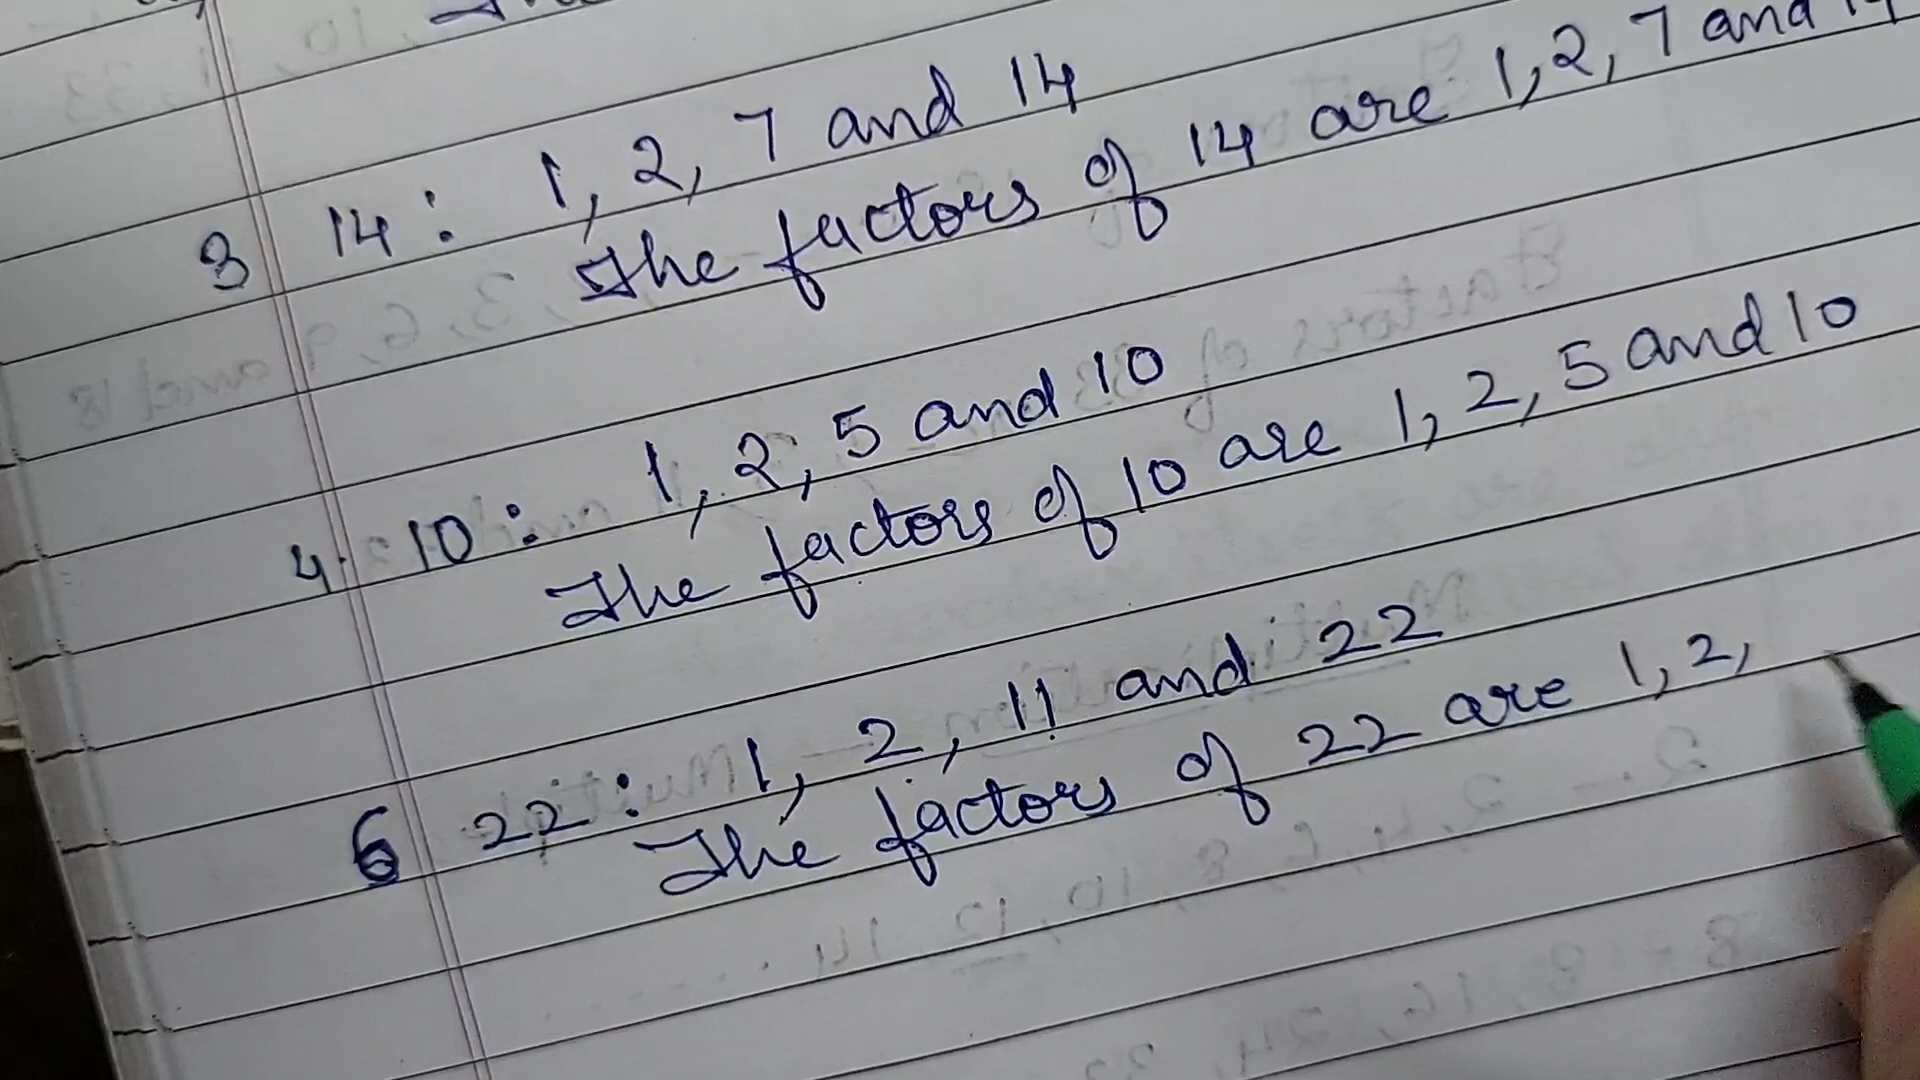 3 14: 1, 2, 7 and 14
The factors of 14 are 1, 2, 7 and 14
4. 10: 1, 2, 5 and 10
The factors of 10 are 1, 2, 5 and 10
6 22: 1, 2, 11 and 22
The factors of 22 are 1, 2,